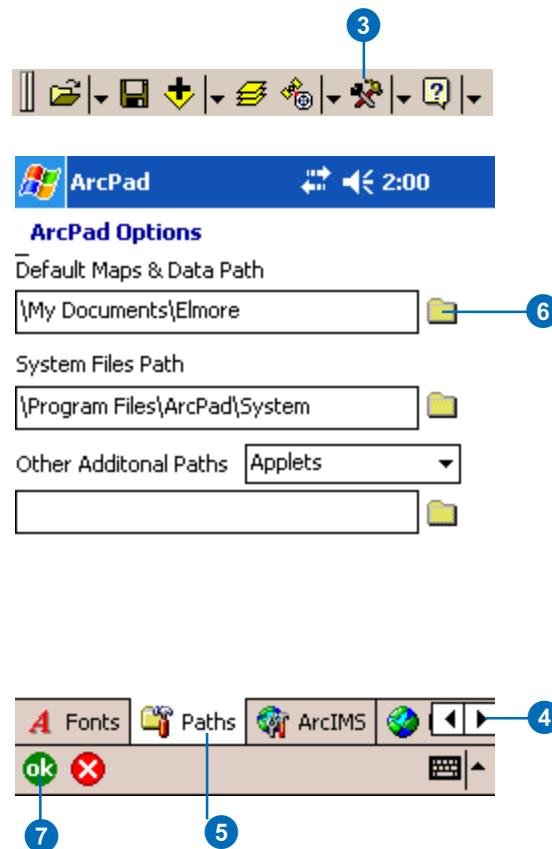 3
ArcPad 2:00
ArcPad Options
Default Maps & Data Path
\My Documents\Elmore
6
System Files Path
\Program Files\ArcPad\System
Other Additonal Paths Applets
A Fonts Paths ArcIMS
4
ok
7
5